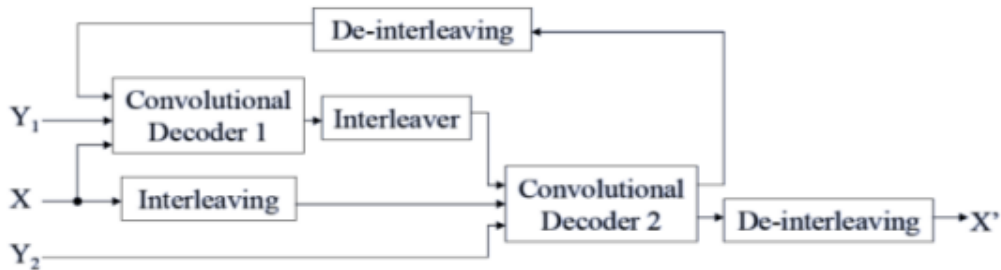 De-interleaving
Y₁
Convolutional
Decoder 1
Interleaver
X
Interleaving
Convolutional
Decoder 2
De-interleaving
X’
Y₂